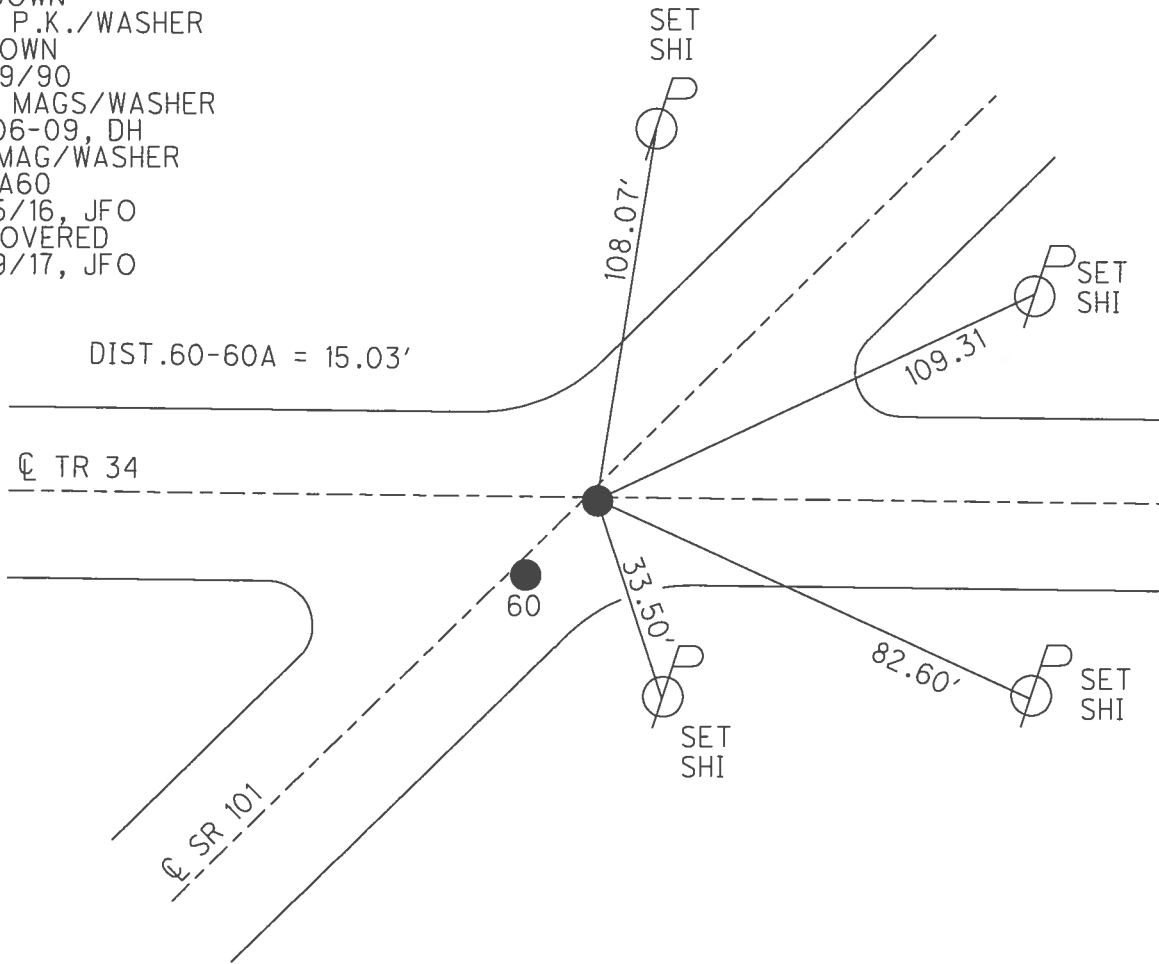 P.K./WASHER
OWN
9/90
MAGS/WASHER
06-09, DH
MAG/WASHER
A60
5/16, JFO
OVERED
9/17, JFO
DIST.60-60A = 15.03'
SET
SHI
108.07'
SET
SHI
109.31
℄ TR 34
60
33.50'
82.60'
SET
SHI
SET
SHI
℄ SR 101